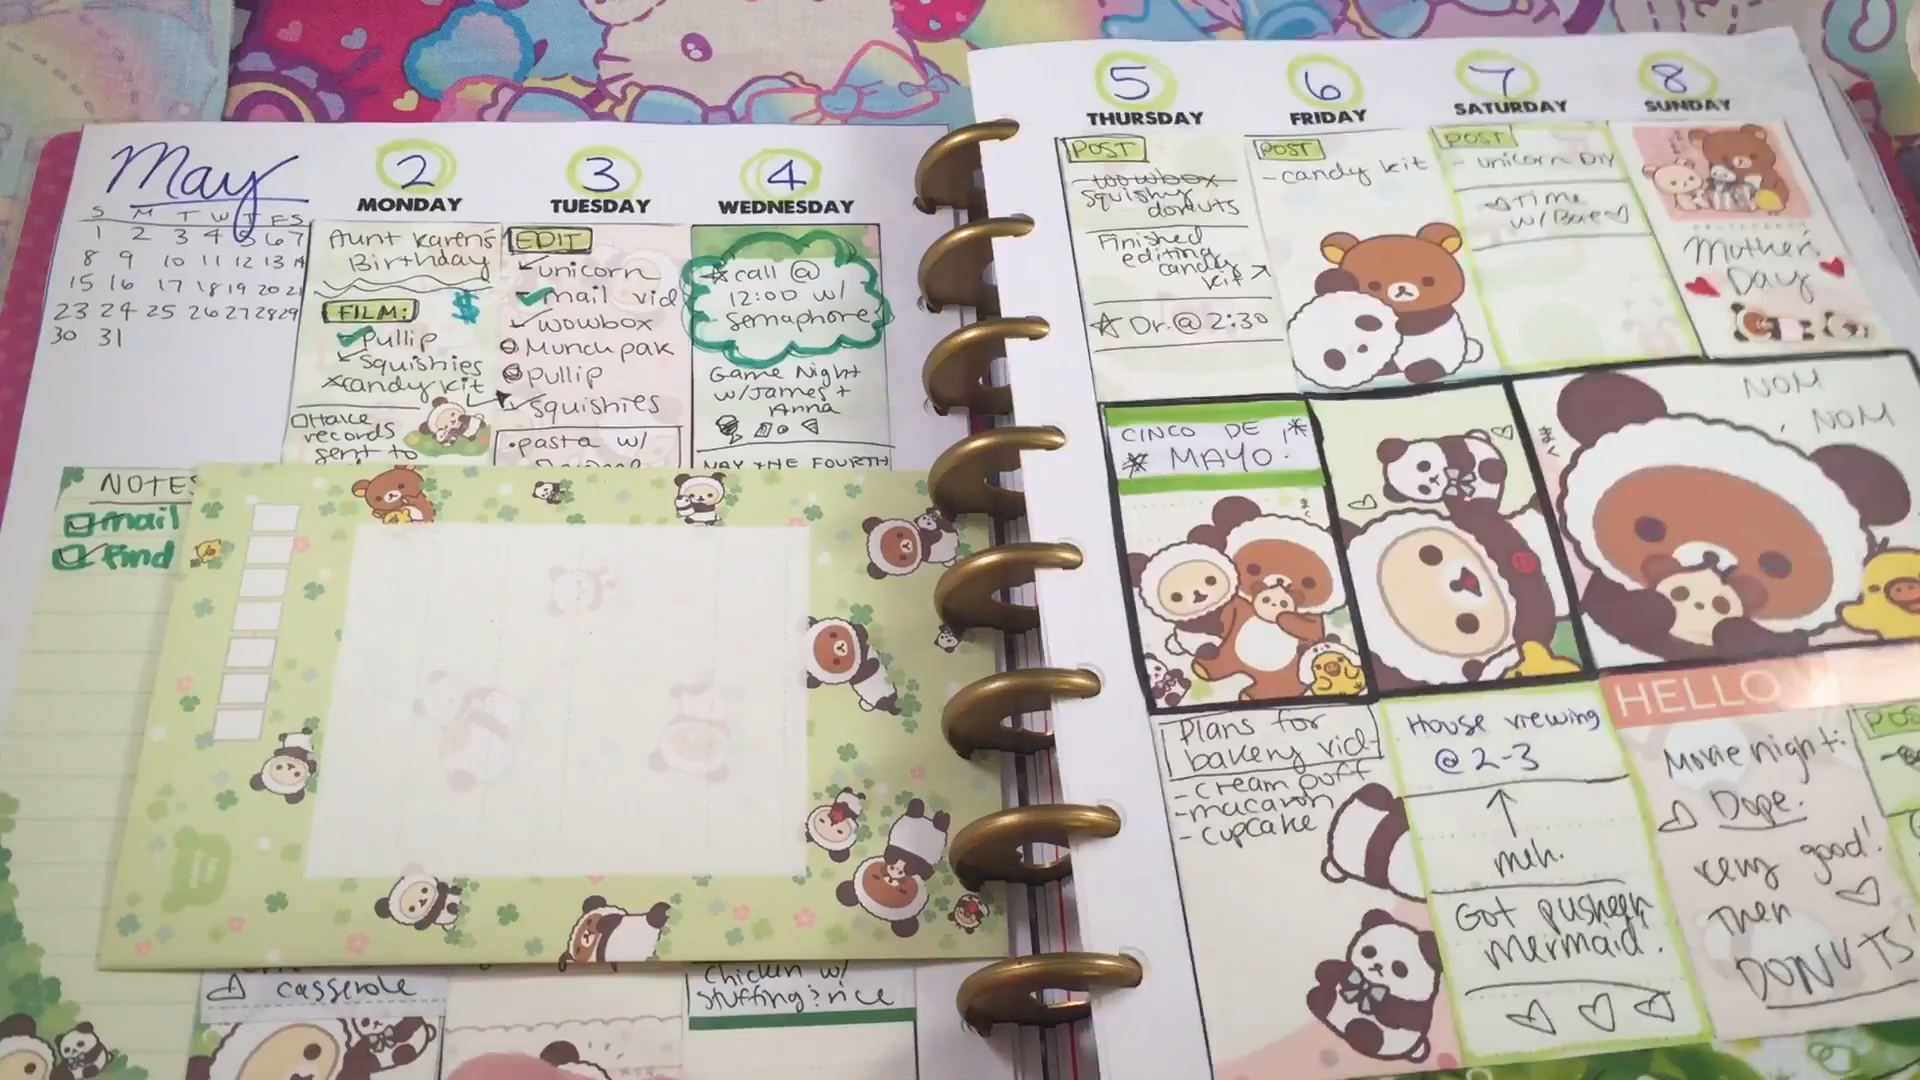 May
S M T W T F S
1 2 3 4 5 6 7
8 9 10 11 12 13 14
15 16 17 18 19 20 21
23 24 25 26 27 28 29
30 31
NOTES
mail
Find
2
MONDAY
Aunt Karen's
Birthday
FILM:
$
Pullip
Squishies
candy kit
Have
records
sent to
casserole
3
TUESDAY
EDIT
unicorn
mail vid
wowbox
Munchpak
pullip
squishies
pasta w/
4
WEDNESDAY
call @
12:00 w/
Semaphore
Game Night
w/James +
Anna
MAY THE FOURTH
Chicken w/
Stuffing & rice
5
THURSDAY
POST
- wowbox
Squishy
donuts
Finished
editing
candy
kit
Dr. @ 2:30
CINCO DE
MAYO
Plans for
bakery vid
- cream puff
- macaron
- cupcake
6
FRIDAY
POST
- candy kit
House viewing
@ 2-3
meh.
Got pusheen
mermaid.
7
SATURDAY
POST
- unicorn DIY
Time
w/Bae
HELLO
Movie night:
Dope.
very good!
Then
DONUTS!
8
SUNDAY
Mother's
Day
NOM
NOM